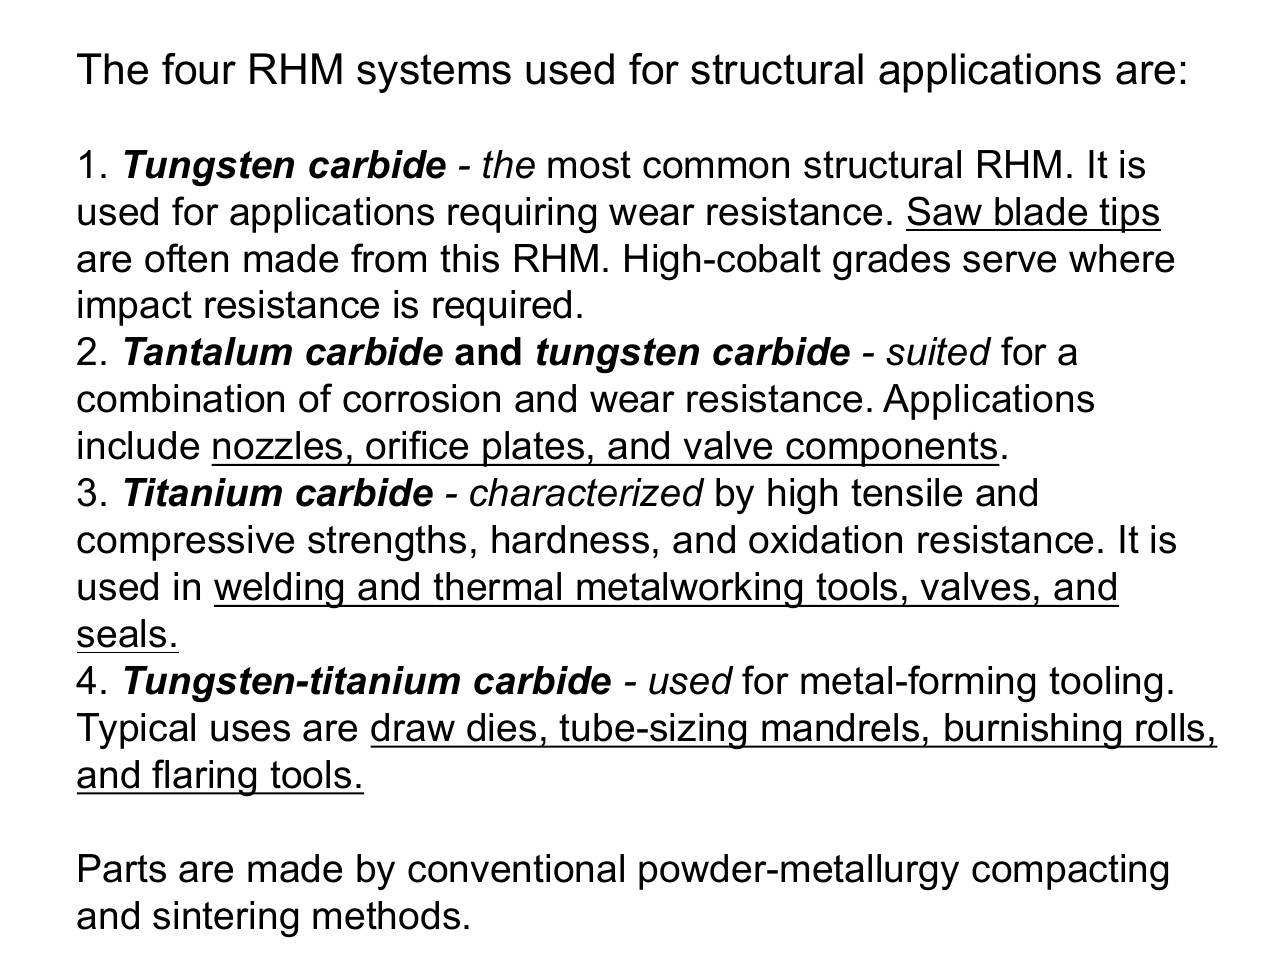 The four RHM systems used for structural applications are:
1. Tungsten carbide - the most common structural RHM. It is
used for applications requiring wear resistance. Saw blade tips
are often made from this RHM. High-cobalt grades serve where
impact resistance is required.
2. Tantalum carbide and tungsten carbide - suited for a
combination of corrosion and wear resistance. Applications
include nozzles, orifice plates, and valve components.
3. Titanium carbide - characterized by high tensile and
compressive strengths, hardness, and oxidation resistance. It is
used in welding and thermal metalworking tools, valves, and
seals.
4. Tungsten-titanium carbide - used for metal-forming tooling.
Typical uses are draw dies, tube-sizing mandrels, burnishing rolls,
and flaring tools.
Parts are made by conventional powder-metallurgy compacting
and sintering methods.